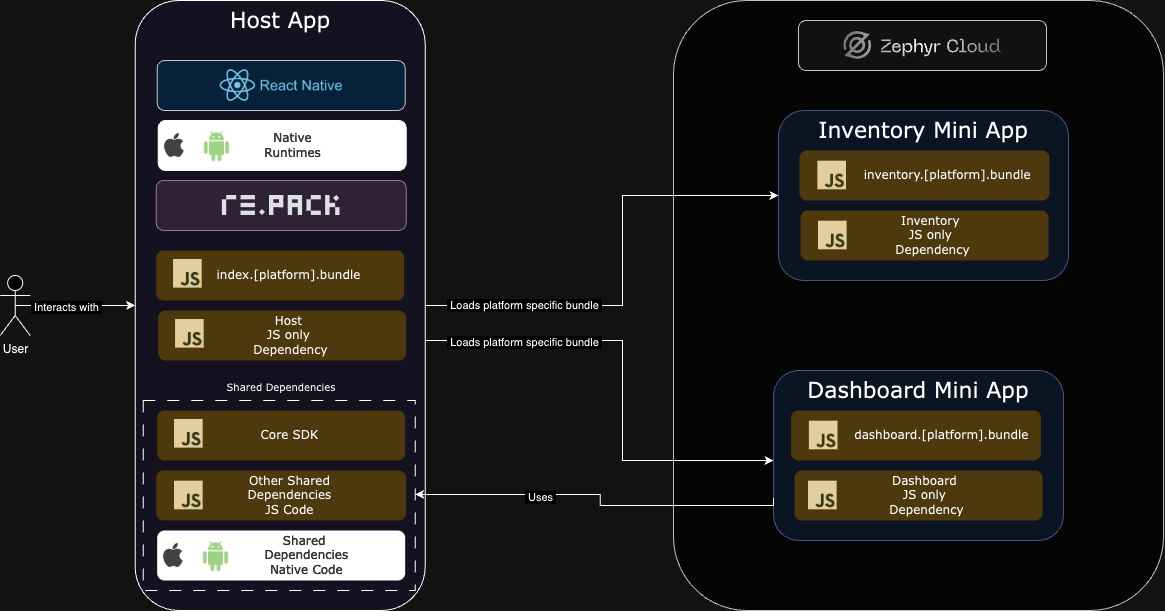 Host App
React Native
Native
Runtimes
re.pack
JS
index.[platform].bundle
JS
Host
JS only
Dependency
Interacts with
User
Shared Dependencies
JS
Core SDK
JS
Other Shared
Dependencies
JS Code
Shared
Dependencies
Native Code
Loads platform specific bundle
Loads platform specific bundle
Uses
Zephyr Cloud
Inventory Mini App
JS
inventory.[platform].bundle
JS
Inventory
JS only
Dependency
Dashboard Mini App
JS
dashboard.[platform].bundle
JS
Dashboard
JS only
Dependency